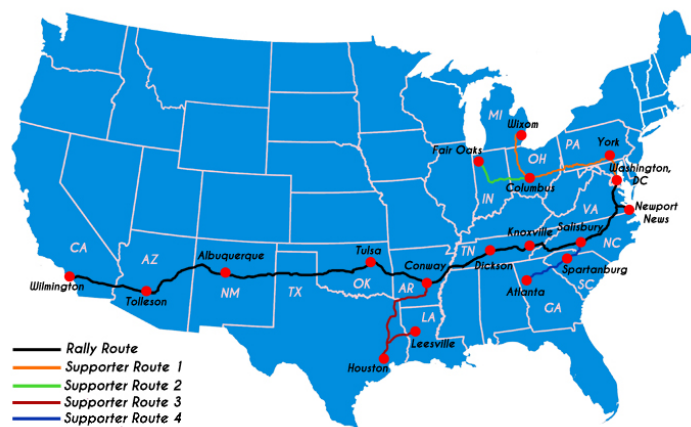 MI
Wixom
Fair Oaks
OH
PA
York
Washington,
DC
Columbus
IN
VA
Newport
News
CA
AZ
Albuquerque
Tulsa
Conway
TN
Knoxville
Salisbury
NC
Dickson
Spartanburg
Wilmington
Tolleson
NM
TX
OK
AR
Atlanta
SC
GA
LA
Leesville
Houston
Rally Route
Supporter Route 1
Supporter Route 2
Supporter Route 3
Supporter Route 4